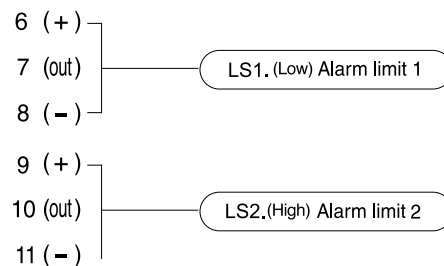 6 (+)
7 (out)
8 (-)
LS1. (Low) Alarm limit 1
9 (+)
10 (out)
11 (-)
LS2. (High) Alarm limit 2